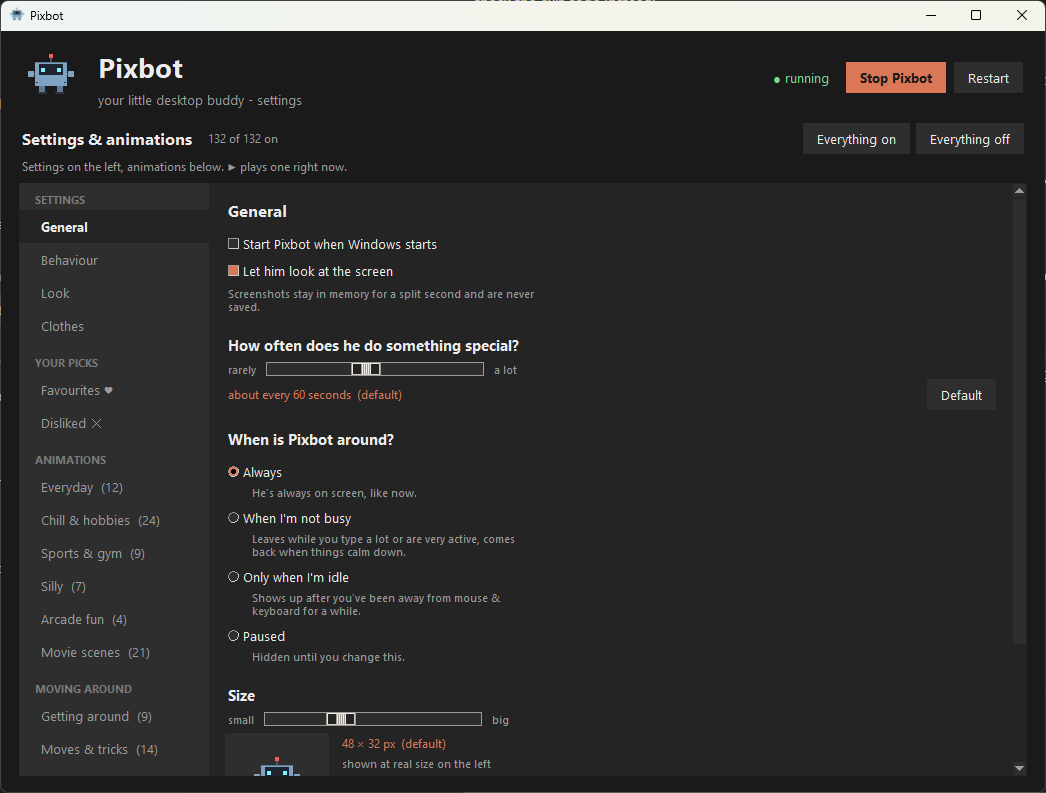 Pixbot
Pixbot
your little desktop buddy - settings
● running
Stop Pixbot
Restart
Settings & animations
132 of 132 on
Everything on
Everything off
Settings on the left, animations below. ► plays one right now.
SETTINGS
General
Behaviour
Look
Clothes
YOUR PICKS
Favourites ♥
Disliked ✕
ANIMATIONS
Everyday (12)
Chill & hobbies (24)
Sports & gym (9)
Silly (7)
Arcade fun (4)
Movie scenes (21)
MOVING AROUND
Getting around (9)
Moves & tricks (14)
General
Start Pixbot when Windows starts
Let him look at the screen
Screenshots stay in memory for a split second and are never
saved.
How often does he do something special?
rarely
a lot
about every 60 seconds (default)
Default
When is Pixbot around?
Always
He's always on screen, like now.
When I'm not busy
Leaves while you type a lot or are very active, comes
back when things calm down.
Only when I'm idle
Shows up after you've been away from mouse &
keyboard for a while.
Paused
Hidden until you change this.
Size
small
big
48 × 32 px (default)
shown at real size on the left